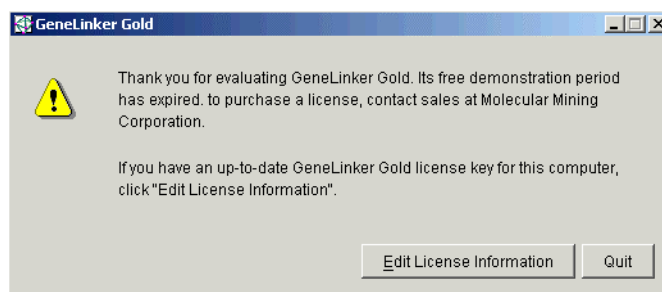 GeneLinker Gold
Thank you for evaluating GeneLinker Gold. Its free demonstration period
has expired. to purchase a license, contact sales at Molecular Mining
Corporation.
If you have an up-to-date GeneLinker Gold license key for this computer,
click "Edit License Information".
Edit License Information Quit